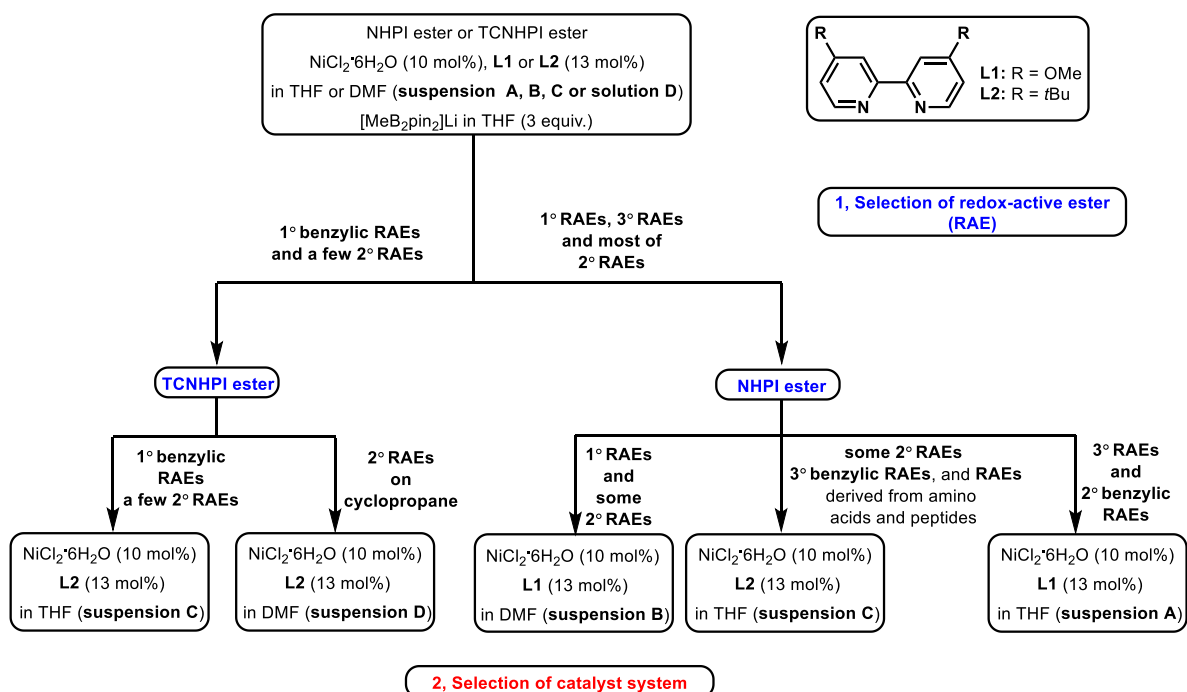 NHPI ester or TCNHPI ester
NiCl2·6H2O (10 mol%), L1 or L2 (13 mol%)
in THF or DMF (suspension A, B, C or solution D)
[MeB2pin2]Li in THF (3 equiv.)
R
R
N
N
L1: R = OMe
L2: R = tBu
1, Selection of redox-active ester
(RAE)
1° benzylic RAEs
and a few 2° RAEs
1° RAEs, 3° RAEs
and most of
2° RAEs
TCNHPI ester
NHPI ester
1° benzylic
RAEs
a few 2° RAEs
2° RAEs
on
cyclopropane
1° RAEs
and
some
2° RAEs
some 2° RAEs
3° benzylic RAEs, and RAEs
derived from amino
acids and peptides
3° RAEs
and
2° benzylic
RAEs
NiCl2·6H2O (10 mol%)
L2 (13 mol%)
in THF (suspension C)
NiCl2·6H2O (10 mol%)
L2 (13 mol%)
in DMF (suspension D)
NiCl2·6H2O (10 mol%)
L1 (13 mol%)
in DMF (suspension B)
NiCl2·6H2O (10 mol%)
L2 (13 mol%)
in THF (suspension C)
NiCl2·6H2O (10 mol%)
L1 (13 mol%)
in THF (suspension A)
2, Selection of catalyst system